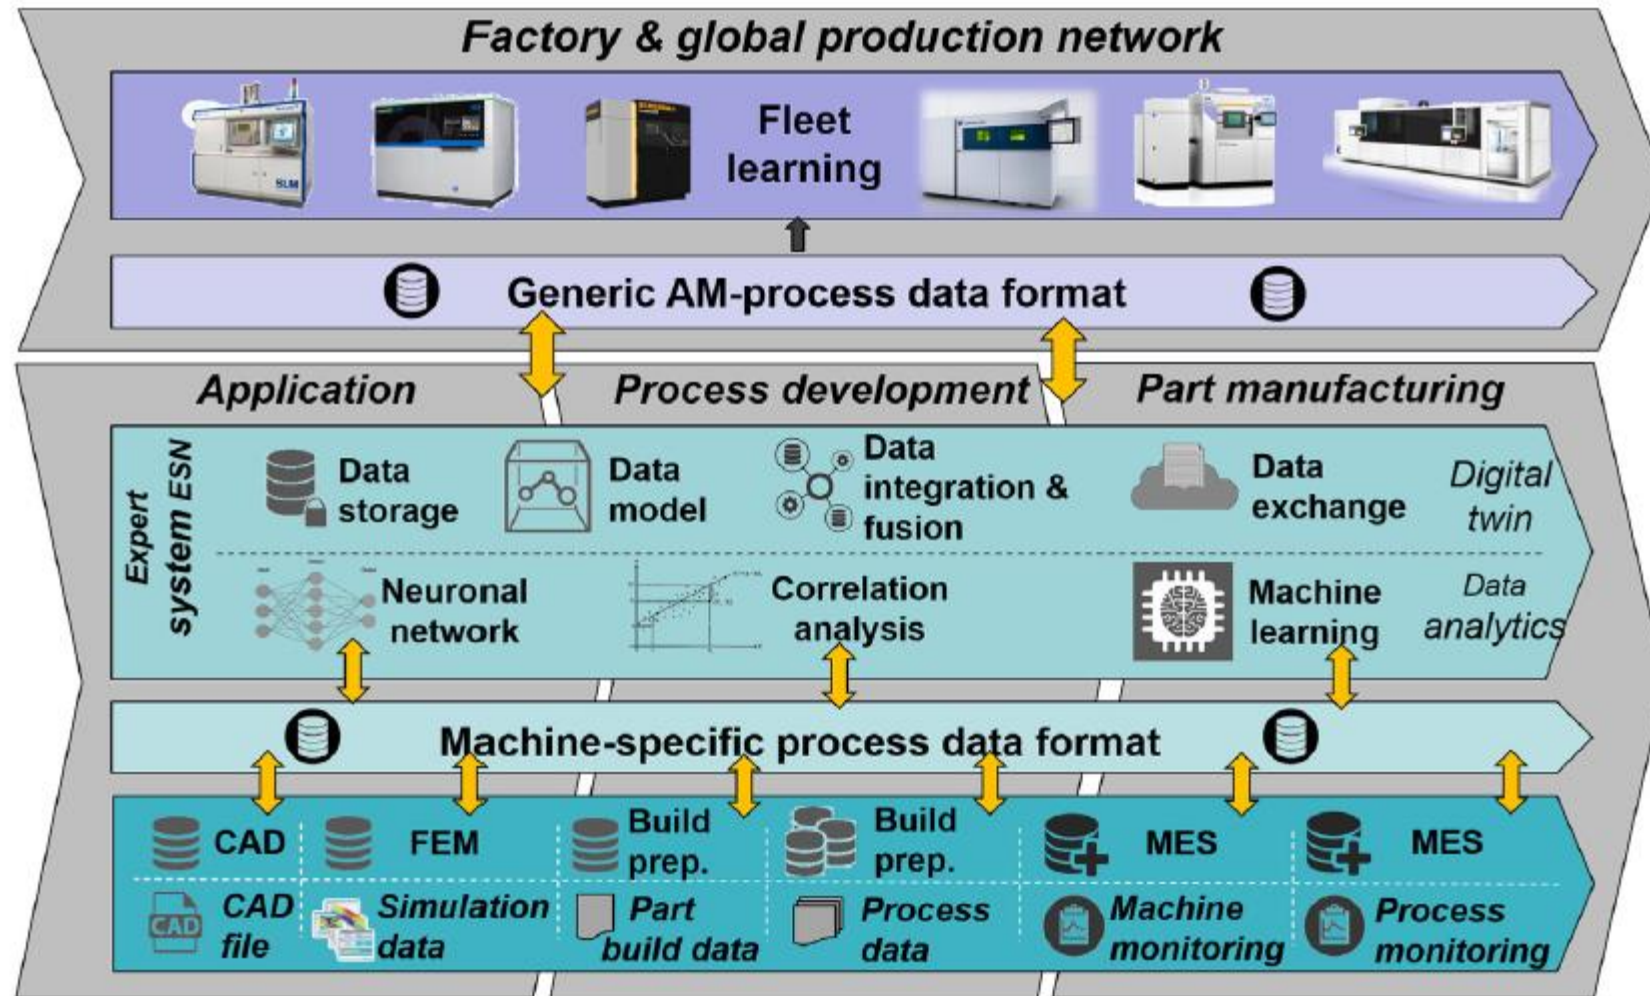 Factory & global production network
SLM
Fleet
learning
Generic AM-process data format
Application
Process development
Part manufacturing
Expert
system ESN
Data
storage
Data
model
Data
integration &
fusion
Data
exchange
Digital
twin
Neuronal
network
Correlation
analysis
Machine
learning
Data
analytics
Machine-specific process data format
CAD
FEM
Build
prep.
Build
prep.
MES
MES
CAD
CAD
file
Simulation
data
Part
build data
Process
data
Machine
monitoring
Process
monitoring